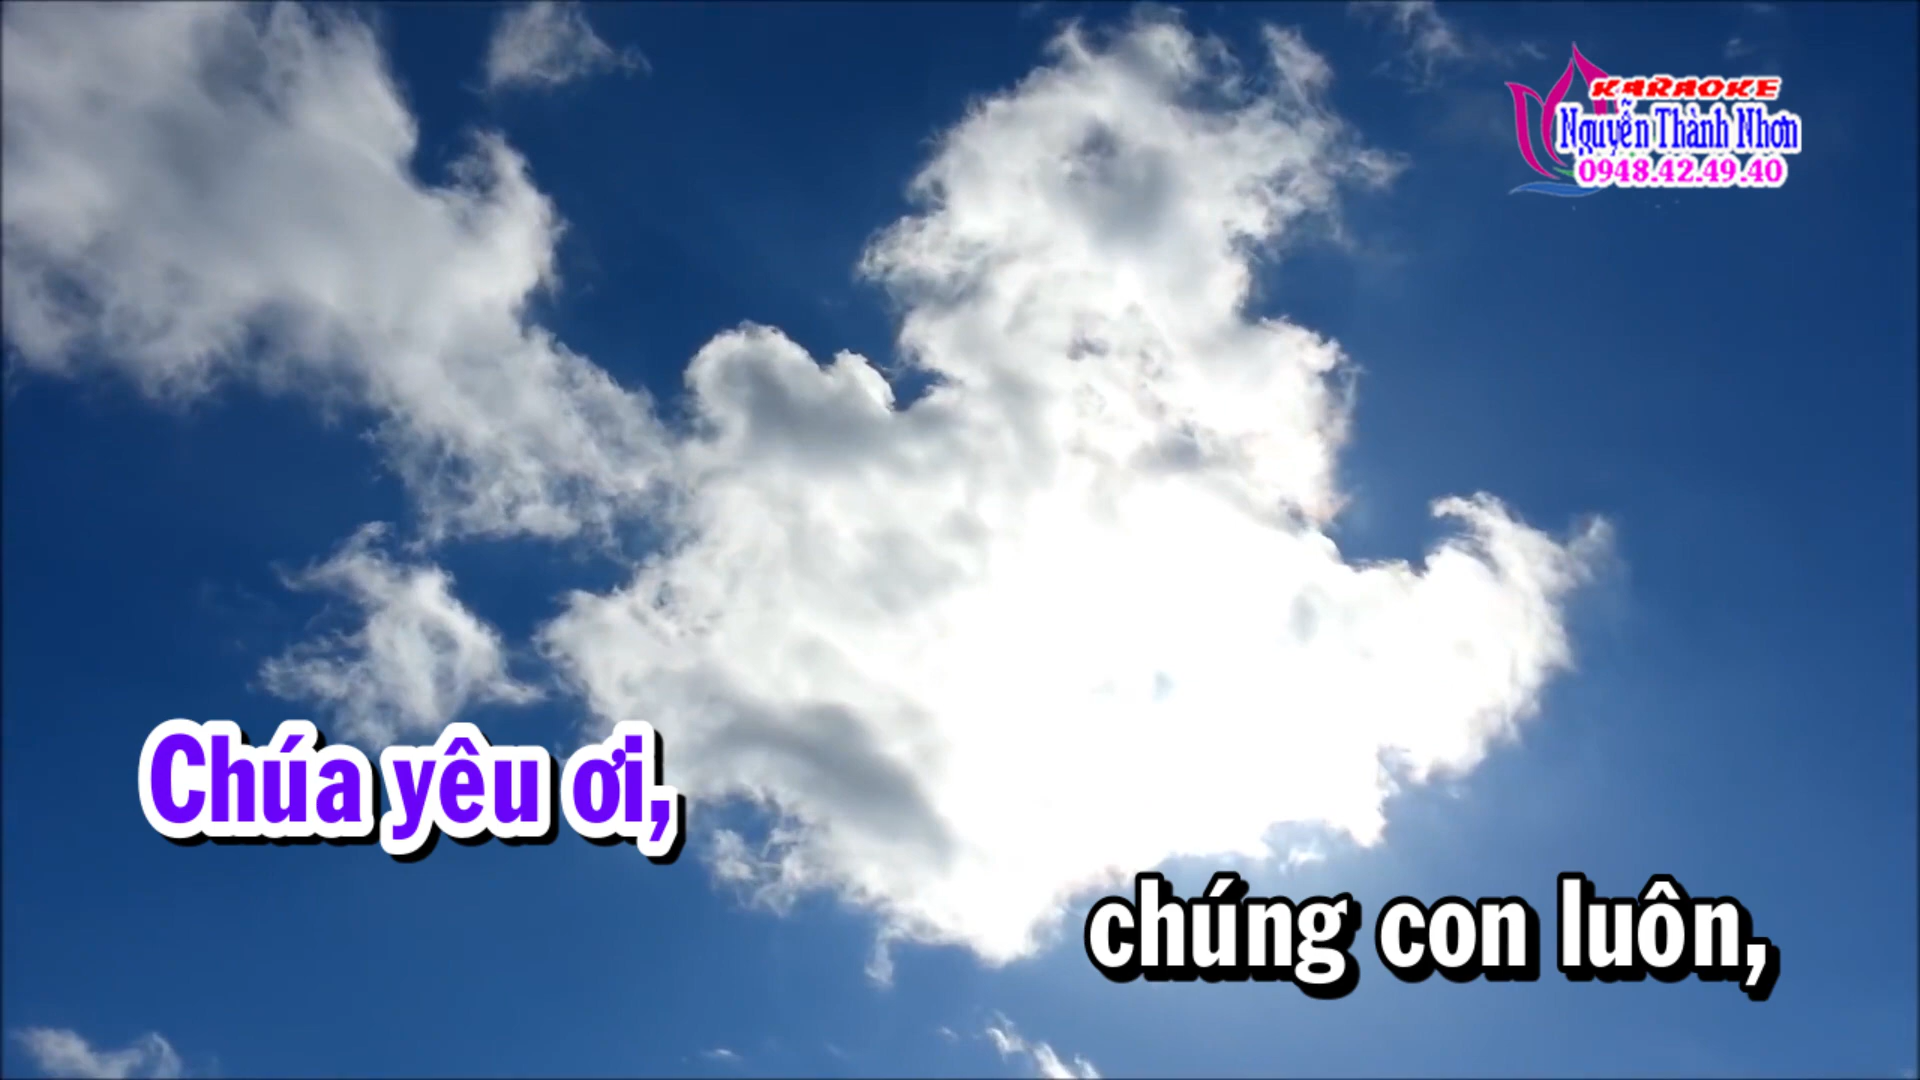 KARAOKE
Nguyễn Thành Nhơn
0948.42.49.40
Chúa yêu ơi,
chúng con luôn,